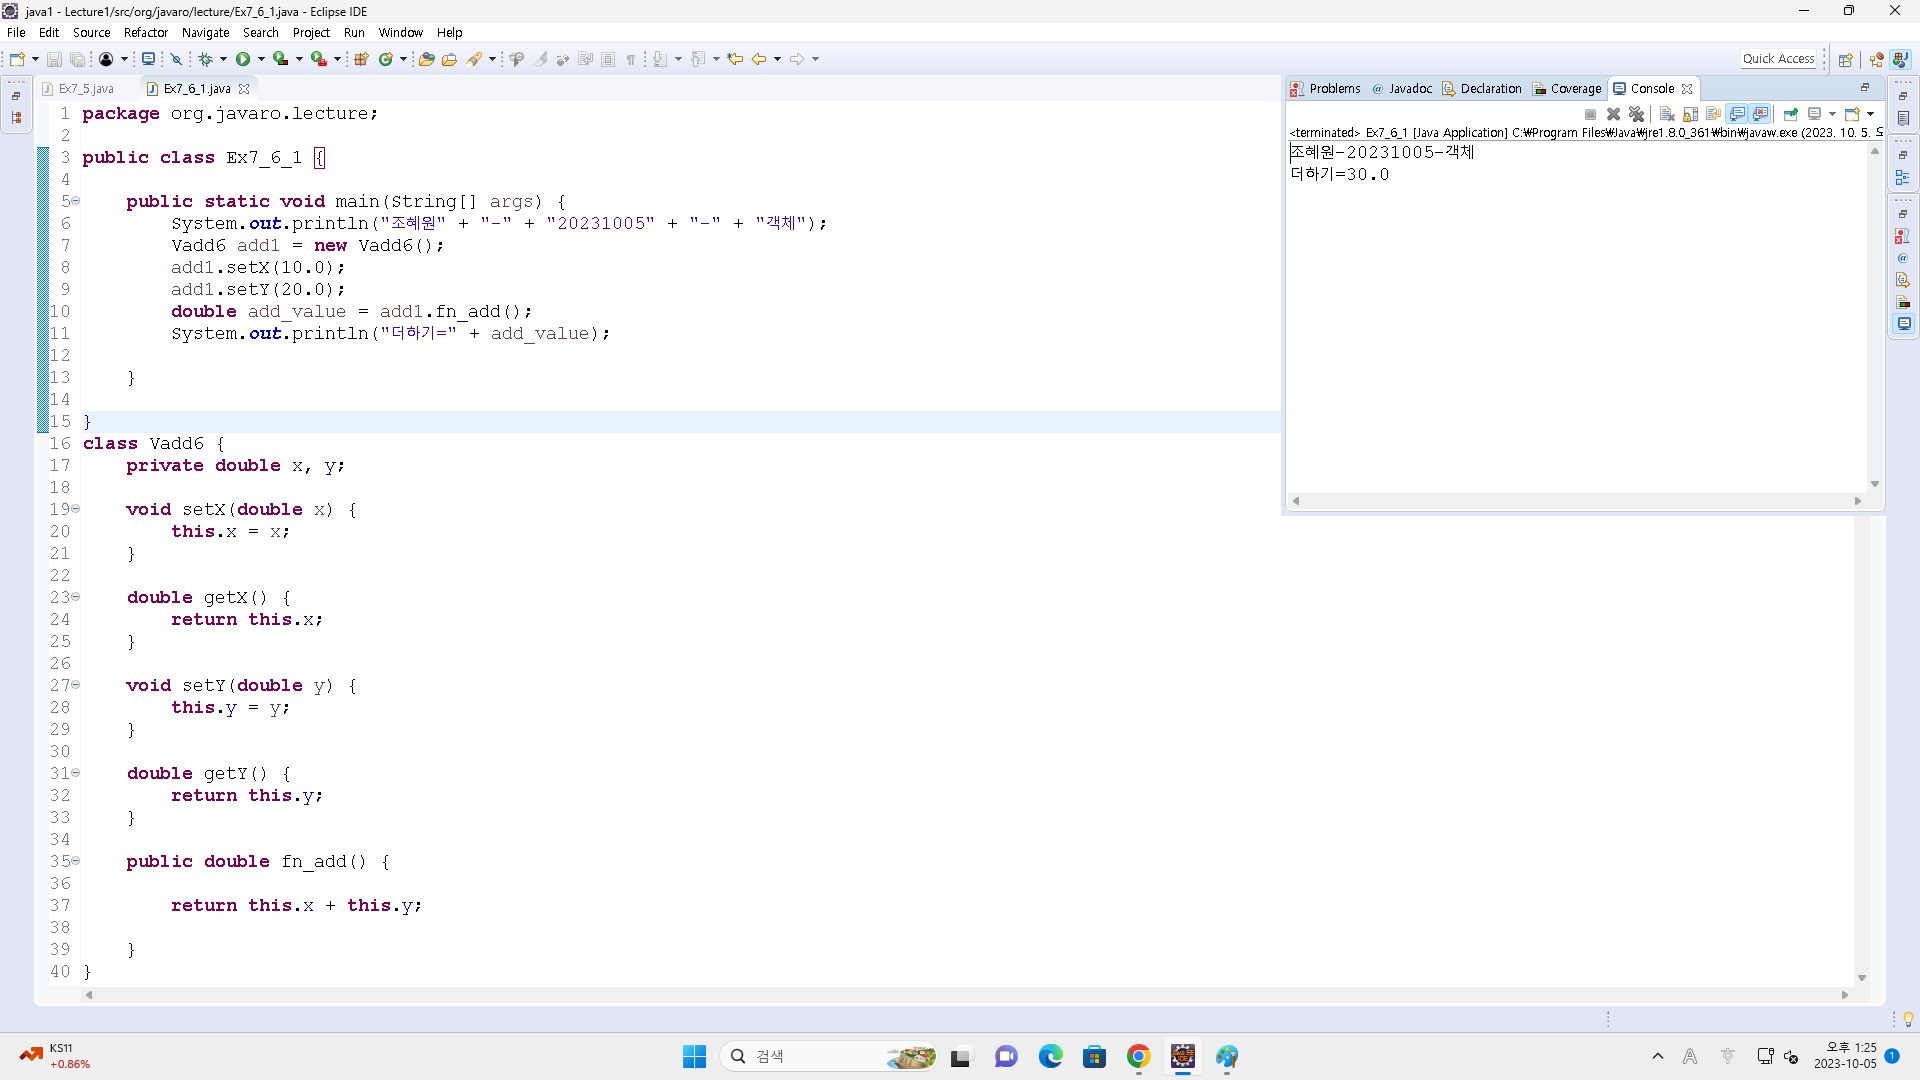 java1 - Lecture1/src/org/javaro/lecture/Ex7_6_1.java - Eclipse IDE
File Edit Source Refactor Navigate Search Project Run Window Help
Quick Access
Ex7_5.java Ex7_6_1.java
1 package org.javaro.lecture;
2
3 public class Ex7_6_1 {
4
5 public static void main(String[] args) {
6 System.out.println("조혜원" + "-" + "20231005" + "-" + "객체");
7 Vadd6 add1 = new Vadd6();
8 add1.setX(10.0);
9 add1.setY(20.0);
10 double add_value = add1.fn_add();
11 System.out.println("더하기=" + add_value);
12
13 }
14
15 }
16 class Vadd6 {
17 private double x, y;
18
19 void setX(double x) {
20 this.x = x;
21 }
22
23 double getX() {
24 return this.x;
25 }
26
27 void setY(double y) {
28 this.y = y;
29 }
30
31 double getY() {
32 return this.y;
33 }
34
35 public double fn_add() {
36
37 return this.x + this.y;
38
39 }
40 }
Problems @ Javadoc Declaration Coverage Console
<terminated> Ex7_6_1 [Java Application] C:₩Program Files₩Java₩jre1.8.0_361₩bin₩javaw.exe (2023. 10. 5.
조혜원-20231005-객체
더하기=30.0
KS11
+0.86%
검색
A
오후 1:25
2023-10-05
1